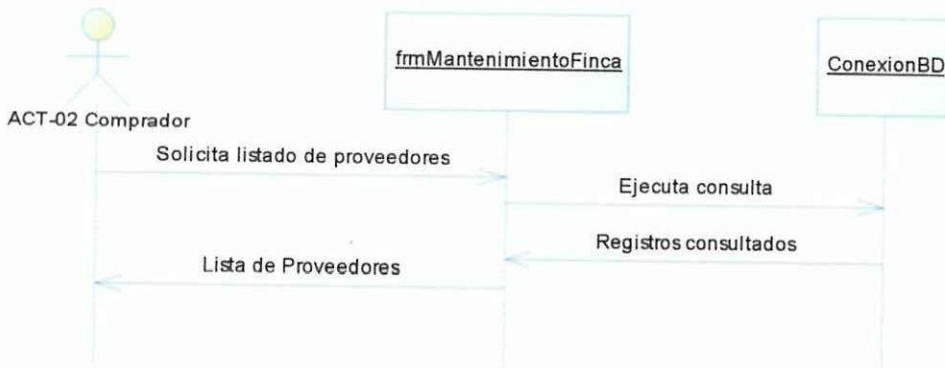 frmMantenimientoFinca
ConexionBD
ACT-02 Comprador
Solicita listado de proveedores
Ejecuta consulta
Registros consultados
Lista de Proveedores